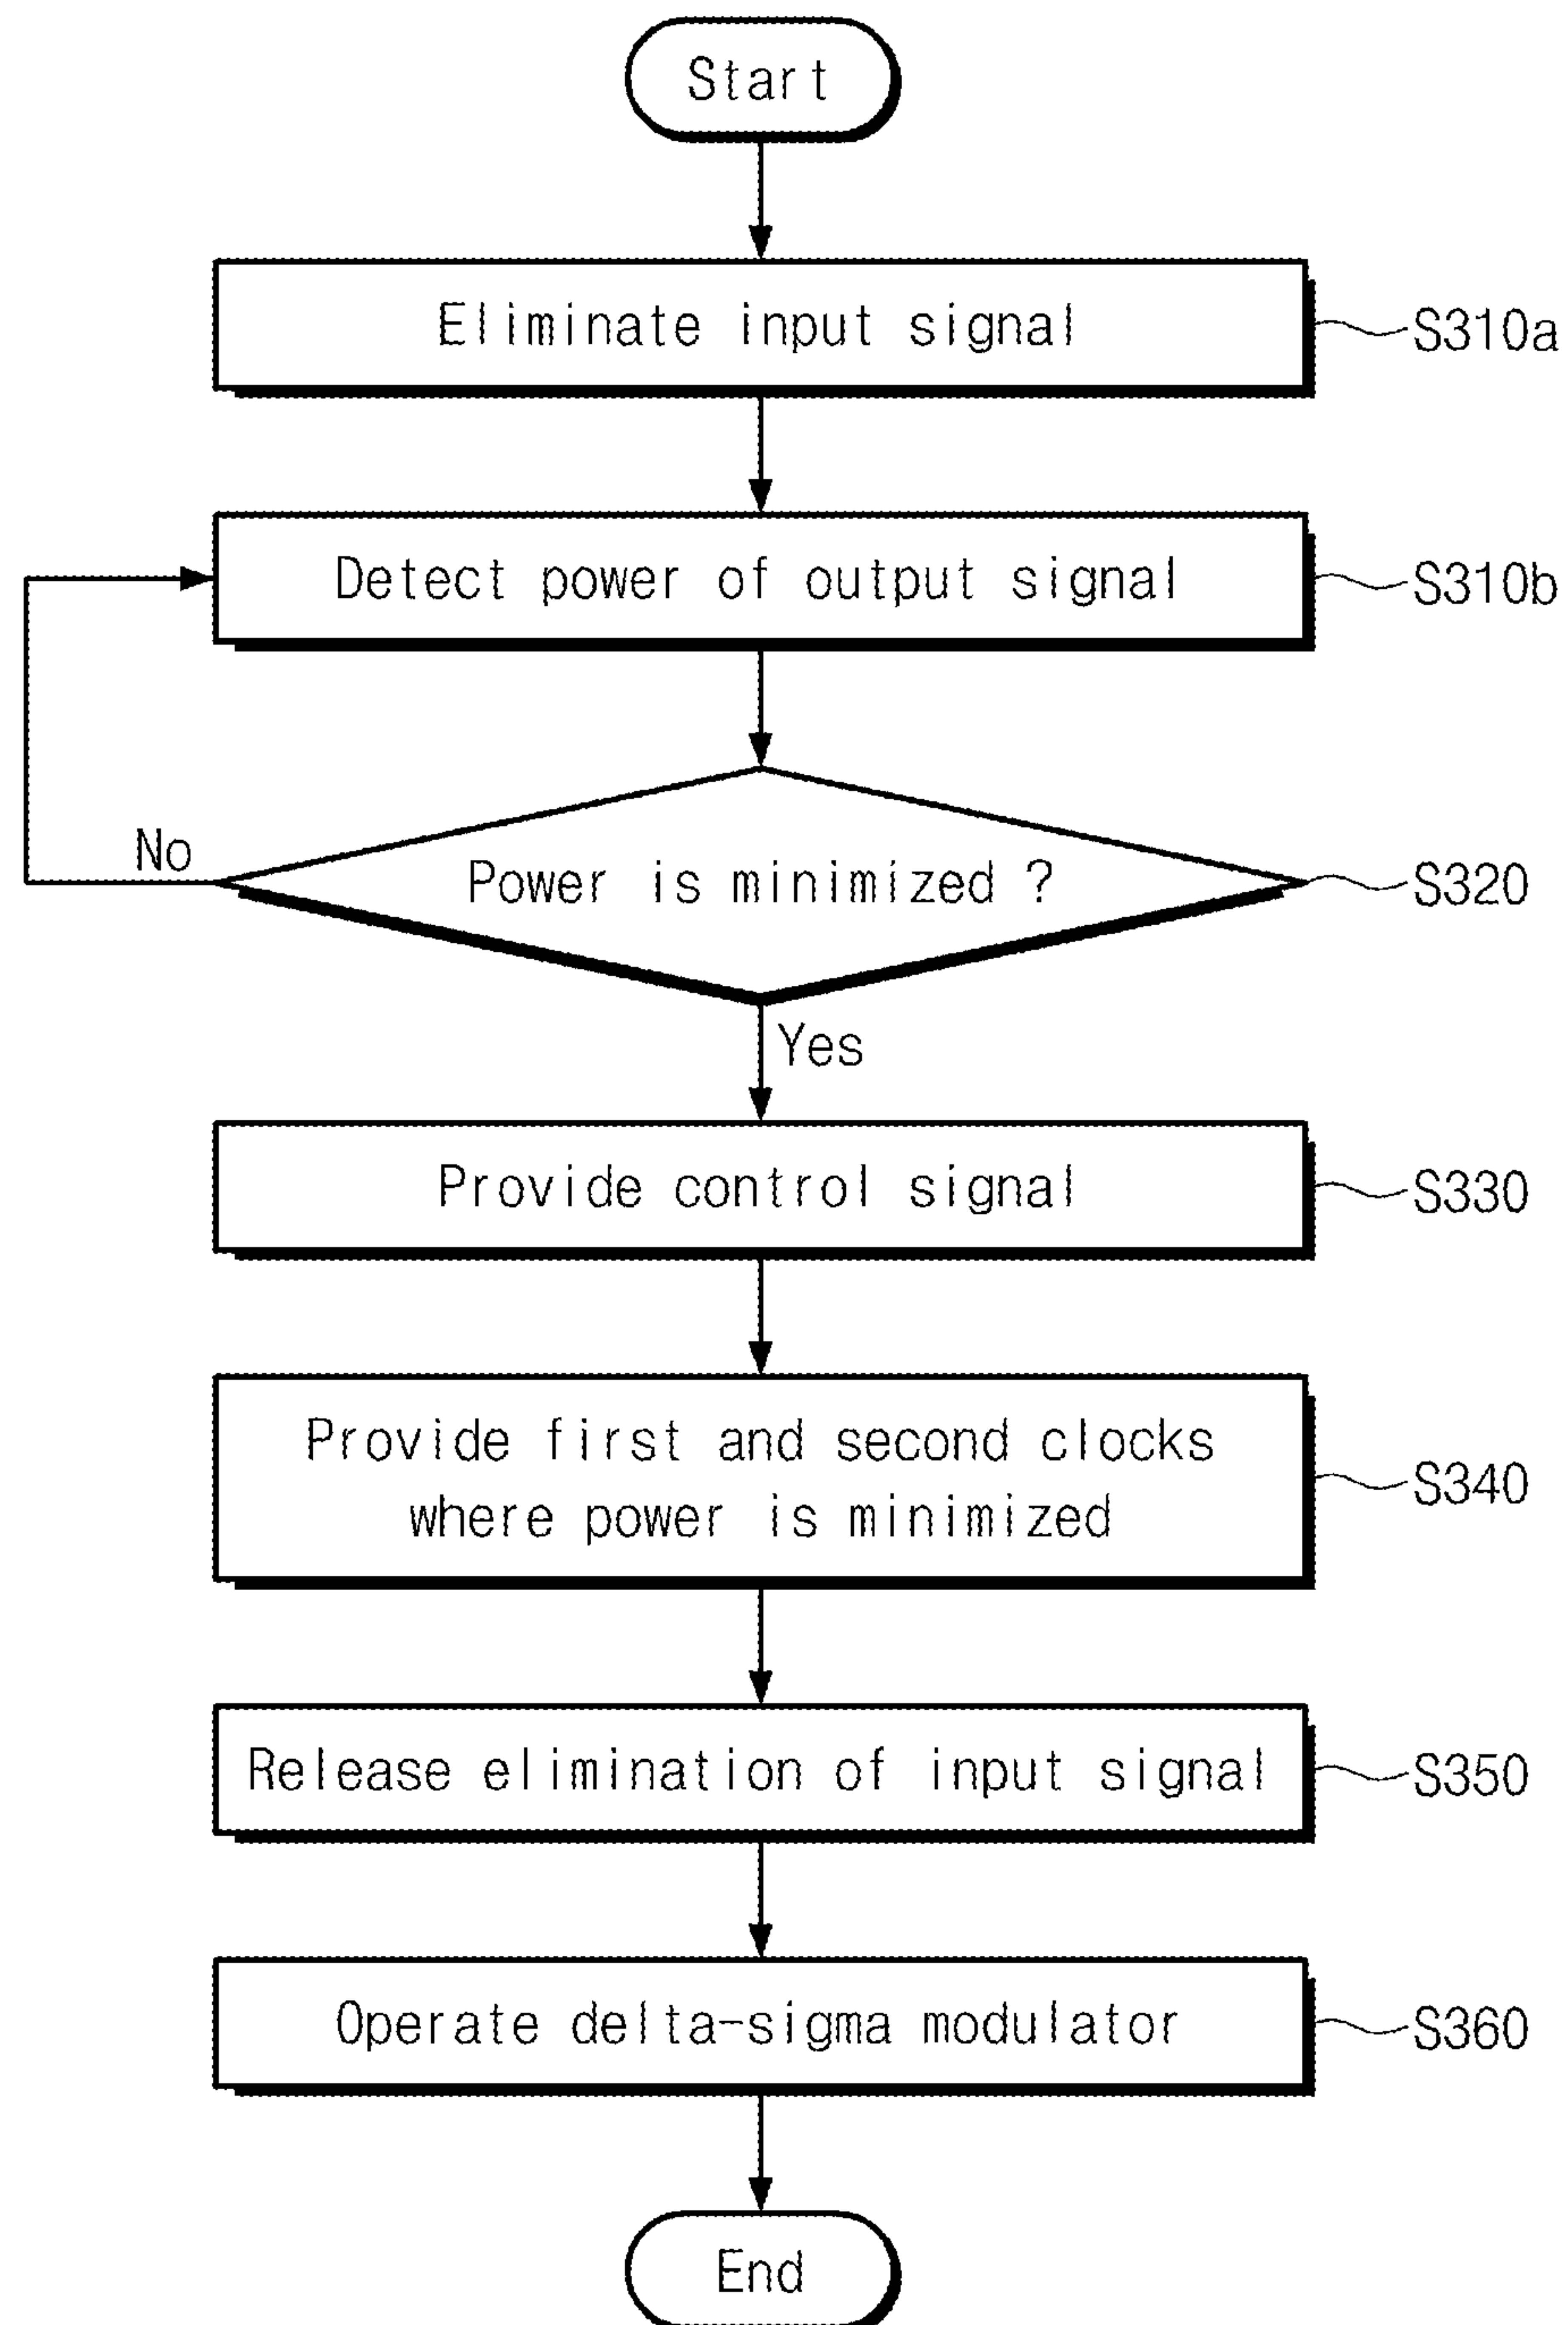 Start
Eliminate input signal
S310a
Detect power of output signal
S310b
No
Power is minimized ?
S320
Yes
Provide control signal
S330
Provide first and second clocks
where power is minimized
S340
Release elimination of input signal
S350
Operate delta-sigma modulator
S360
End